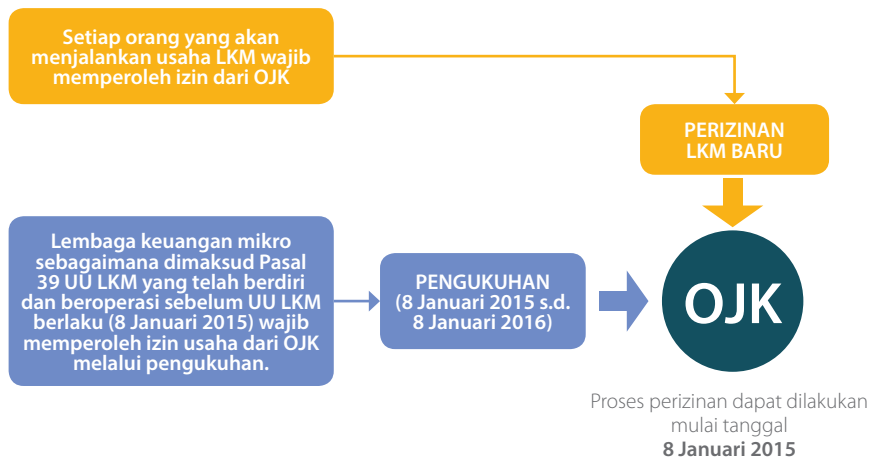 Setiap orang yang akan
menjalankan usaha LKM wajib
memperoleh izin dari OJK
PERIZINAN
LKM BARU
Lembaga keuangan mikro
sebagaimana dimaksud Pasal
39 UU LKM yang telah berdiri
dan beroperasi sebelum UU LKM
berlaku (8 Januari 2015) wajib
memperoleh izin usaha dari OJK
melalui pengukuhan.
PENGUKUHAN
(8 Januari 2015 s.d.
8 Januari 2016)
OJK
Proses perizinan dapat dilakukan
mulai tanggal
8 Januari 2015